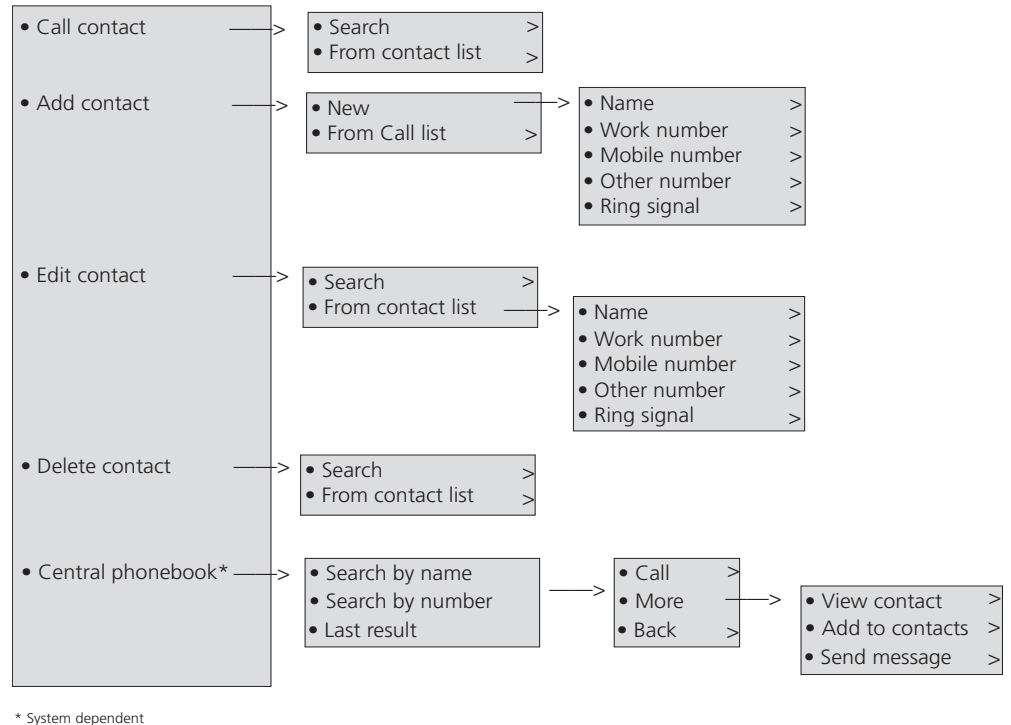 • Call contact
• Search >
• From contact list >
• Add contact
• New
• From Call list >
• Name >
• Work number >
• Mobile number >
• Other number >
• Ring signal >
• Edit contact
• Search >
• From contact list
• Name >
• Work number >
• Mobile number >
• Other number >
• Ring signal >
• Delete contact
• Search >
• From contact list >
• Central phonebook*
• Search by name
• Search by number
• Last result
• Call >
• More
• Back >
• View contact >
• Add to contacts >
• Send message >
* System dependent